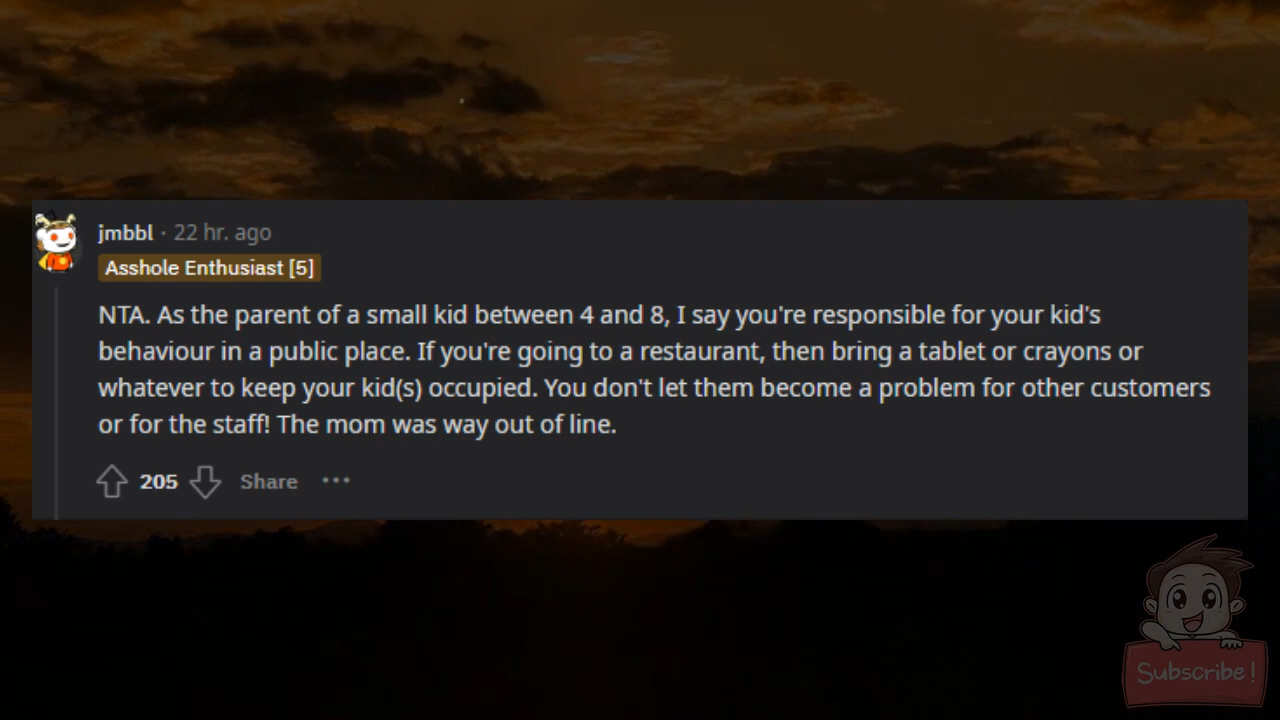 jmbbl · 22 hr. ago
Asshole Enthusiast [5]
NTA. As the parent of a small kid between 4 and 8, I say you're responsible for your kid's
behaviour in a public place. If you're going to a restaurant, then bring a tablet or crayons or
whatever to keep your kid(s) occupied. You don't let them become a problem for other customers
or for the staff! The mom was way out of line.
205 Share ···
Subscribe!